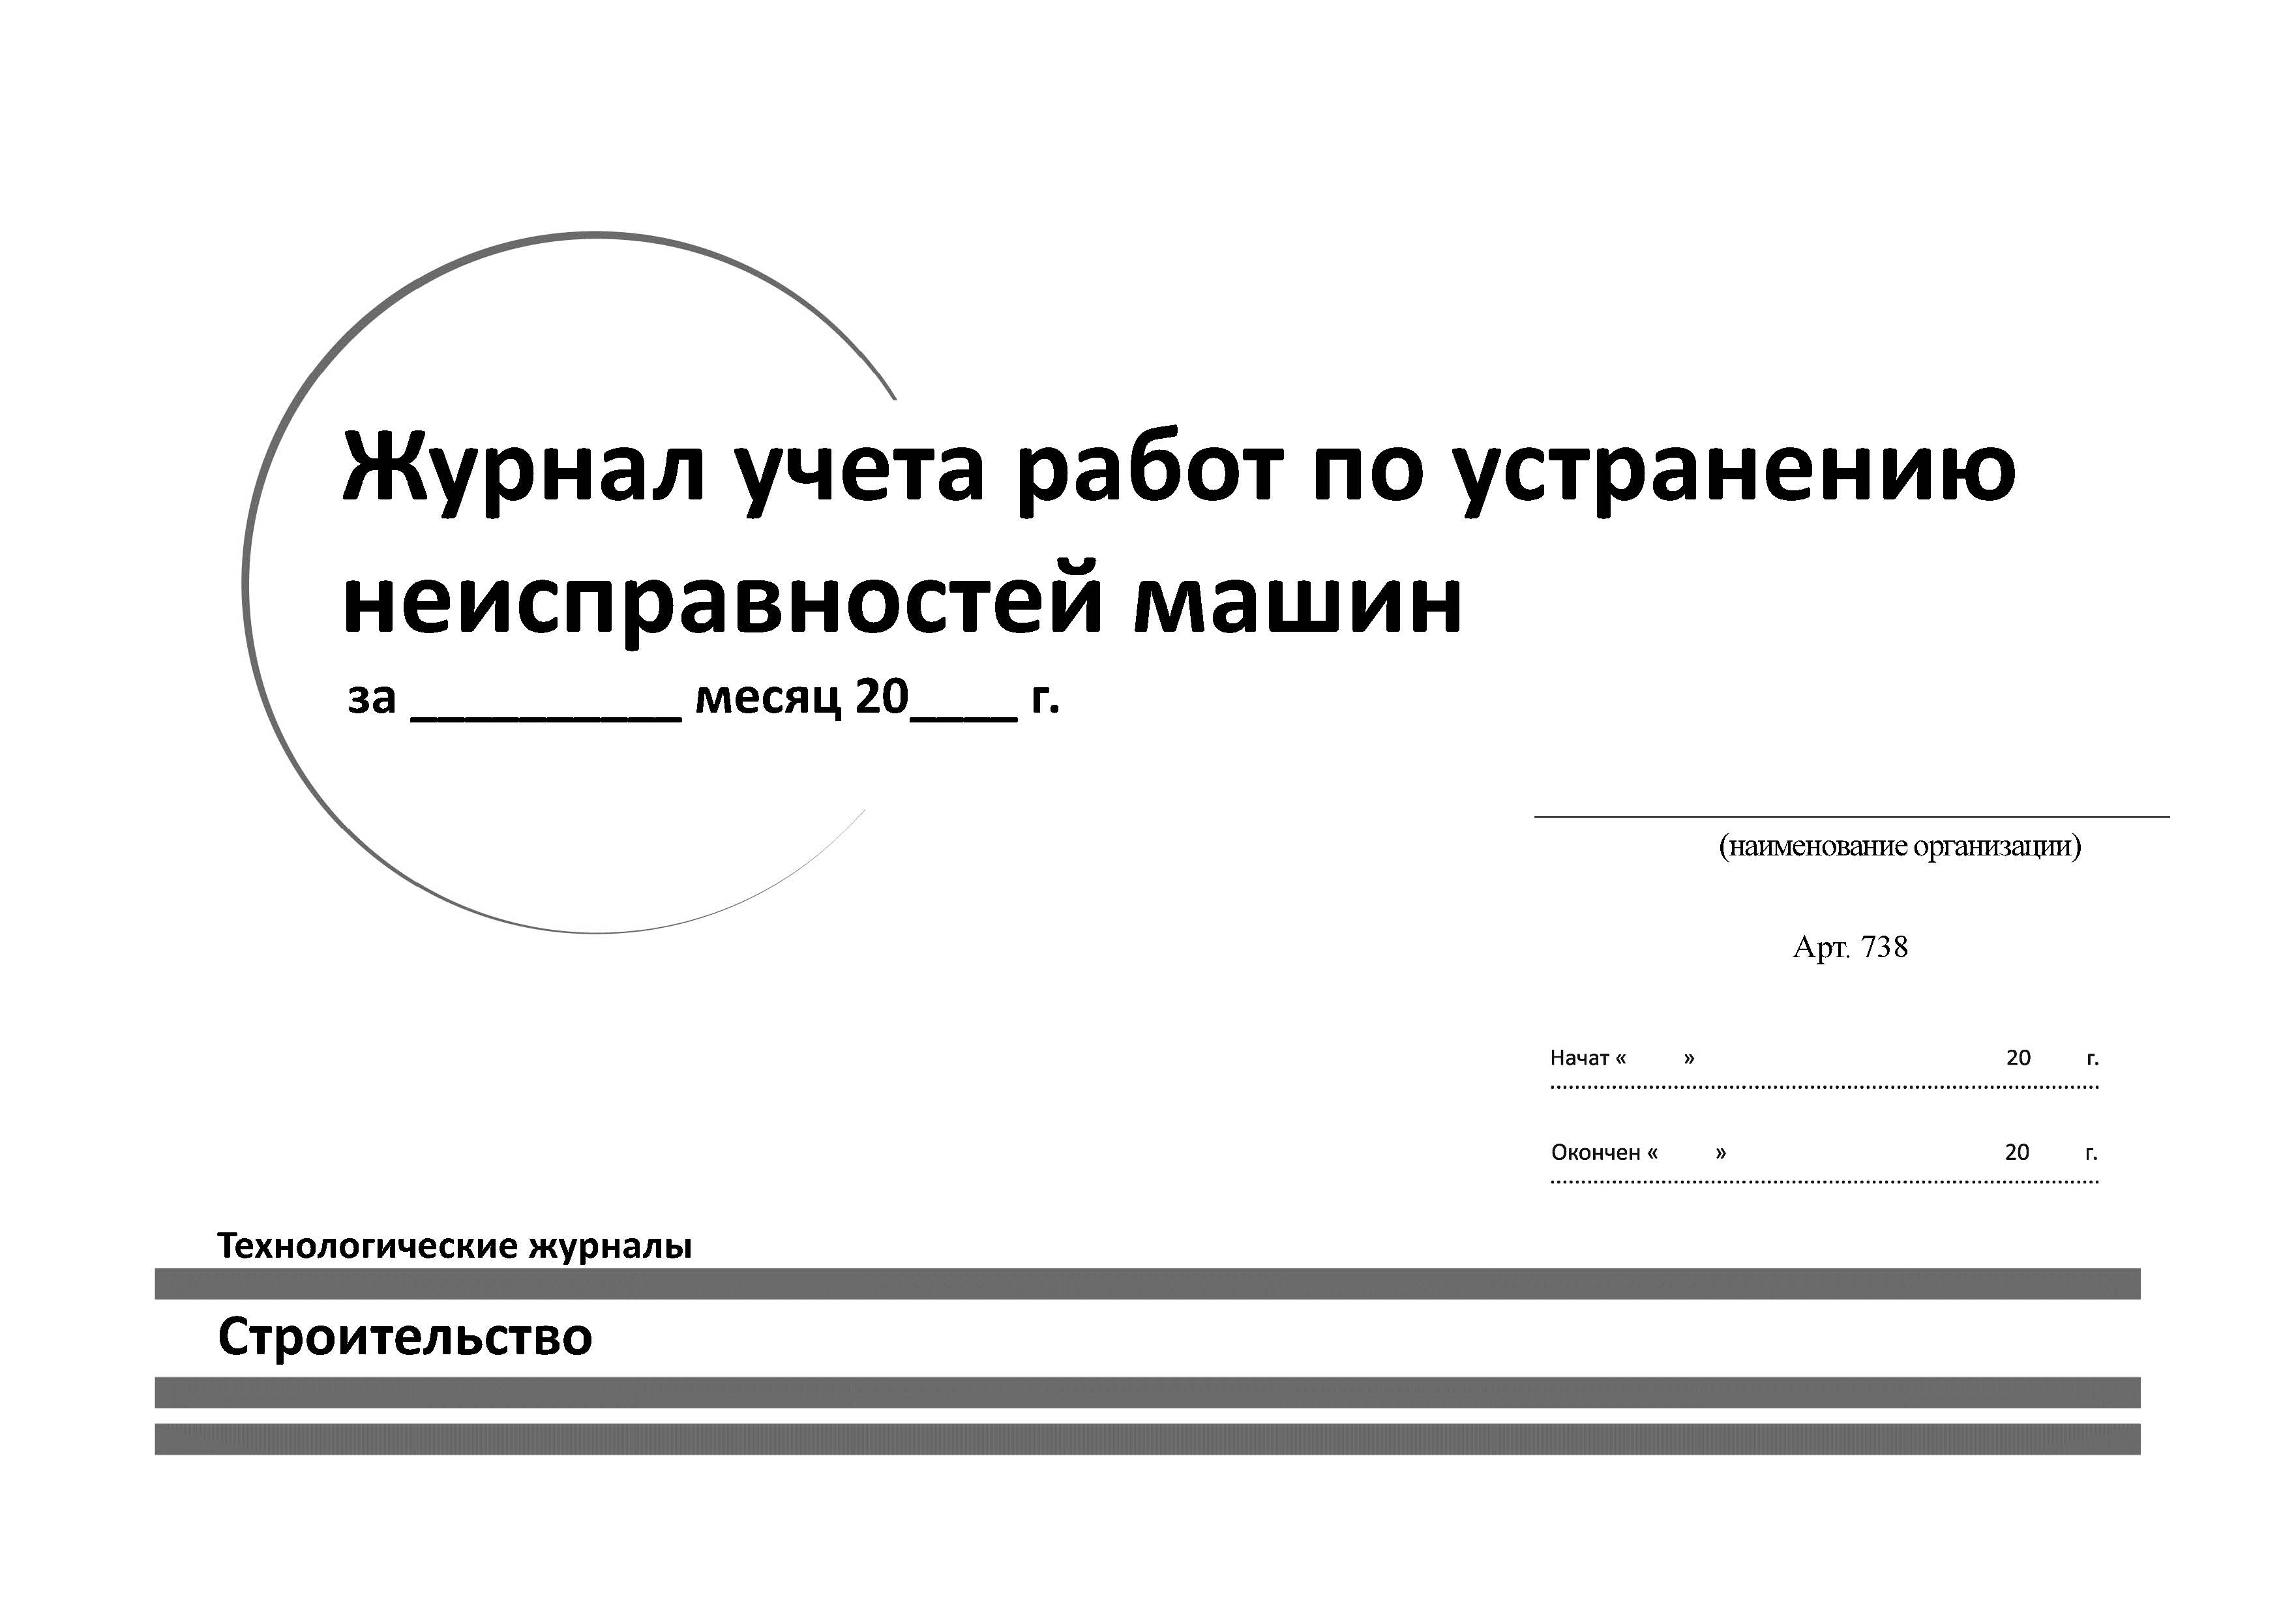 Журнал учета работ по устранению
неисправностей машин
за __________ месяц 20____ г.
(наименование организации)
Арт. 738
Начат « » 20 г.
Окончен « » 20 г.
Технологические журналы
Строительство